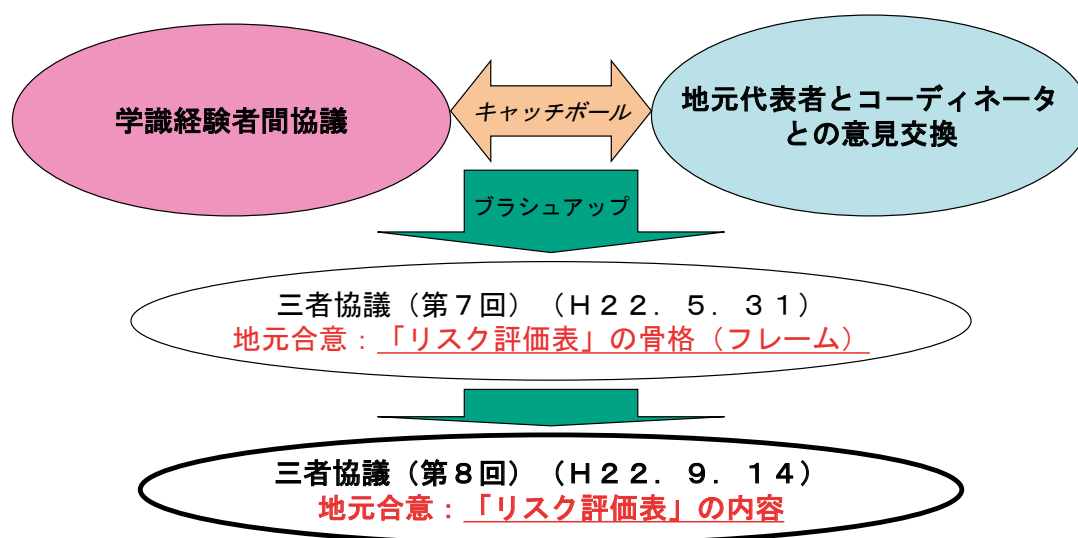 学識経験者間協議
キャッチボール
地元代表者とコーディネータ
との意見交換
ブラシュアップ
三者協議（第７回）（Ｈ２２．５．３１）
地元合意：「リスク評価表」の骨格（フレーム）
三者協議（第８回）（Ｈ２２．９．１４）
地元合意：「リスク評価表」の内容